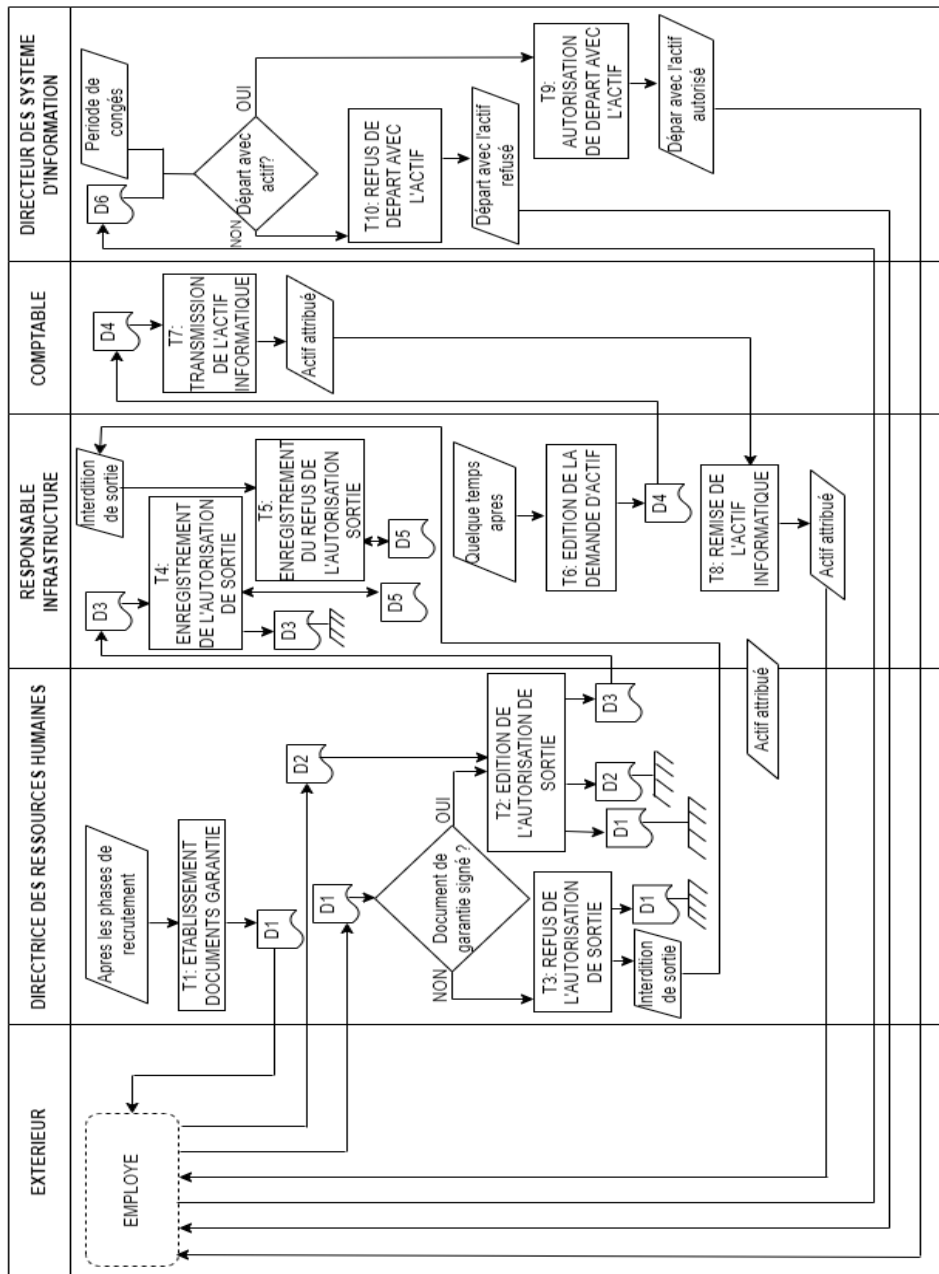 EXTERIEUR
DIRECTRICE DES RESSOURCES HUMAINES
RESPONSABLE
INFRASTRUCTURE
COMPTABLE
DIRECTEUR DES SYSTEME
D'INFORMATION
EMPLOYE
Apres les phases de
recrutement
T1: ETABLISSEMENT
DOCUMENTS GARANTIE
D1
D2
D1
Document de
garantie signé ?
NON
OUI
T2: EDITION DE
L'AUTORISATION DE
SORTIE
D1
D2
D3
T3: REFUS DE
L'AUTORISATION
DE SORTIE
Interdition
de sortie
D1
Actif attribué
D3
T4:
ENREGISTREMENT
DE L'AUTORISATION
DE SORTIE
D3
D5
Interdition
de sortie
T5:
ENREGISTREMENT
DU REFUS DE
L'AUTORISATION
SORTIE
D5
Quelque temps
apres
T6: EDITION DE LA
DEMANDE D'ACTIF
D4
T8: REMISE DE
L'ACTIF
INFORMATIQUE
Actif attribué
D4
T7:
TRANSMISSION
DE L'ACTIF
INFORMATIQUE
Actif attribué
D6
Periode de
congés
Départ avec
actif?
NON
OUI
T10: REFUS DE
DEPART AVEC
L'ACTIF
Départ avec l'actif
refusé
T9:
AUTORISATION
DE DEPART AVEC
L'ACTIF
Dépar avec l'actif
autorisé